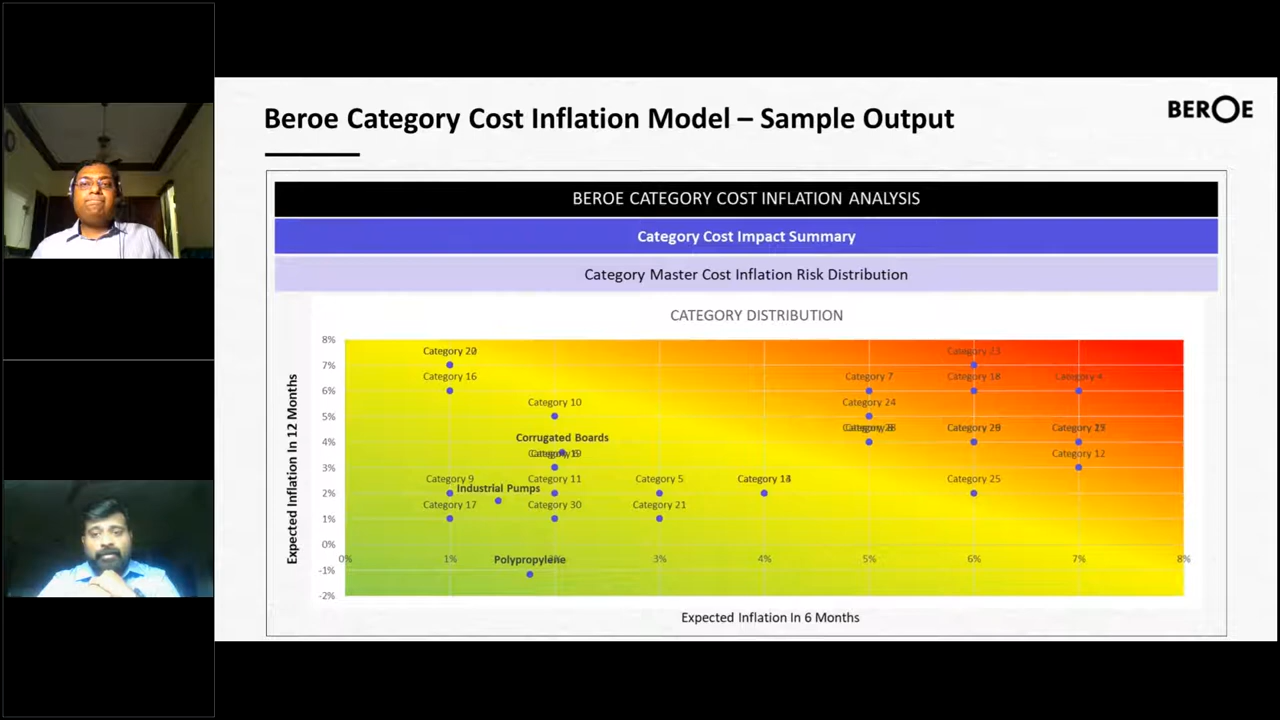 Beroe Category Cost Inflation Model – Sample Output
BEROE
BEROE CATEGORY COST INFLATION ANALYSIS
Category Cost Impact Summary
Category Master Cost Inflation Risk Distribution
CATEGORY DISTRIBUTION
Expected Inflation In 12 Months
8%
Category 20
Category 23
7%
Category 16
Category 7
Category 18
Category 4
6%
Category 10
Category 24
5%
Corrugated Boards
Category
Category
Category
4%
Category
Category 12
3%
Category 9
Category 11
Category 5
Category
Category 25
Industrial Pumps
2%
Category 17
Category 30
Category 21
1%
0%
Polypropylene
0%
1%
3%
4%
5%
6%
7%
8%
-1%
-2%
Expected Inflation In 6 Months